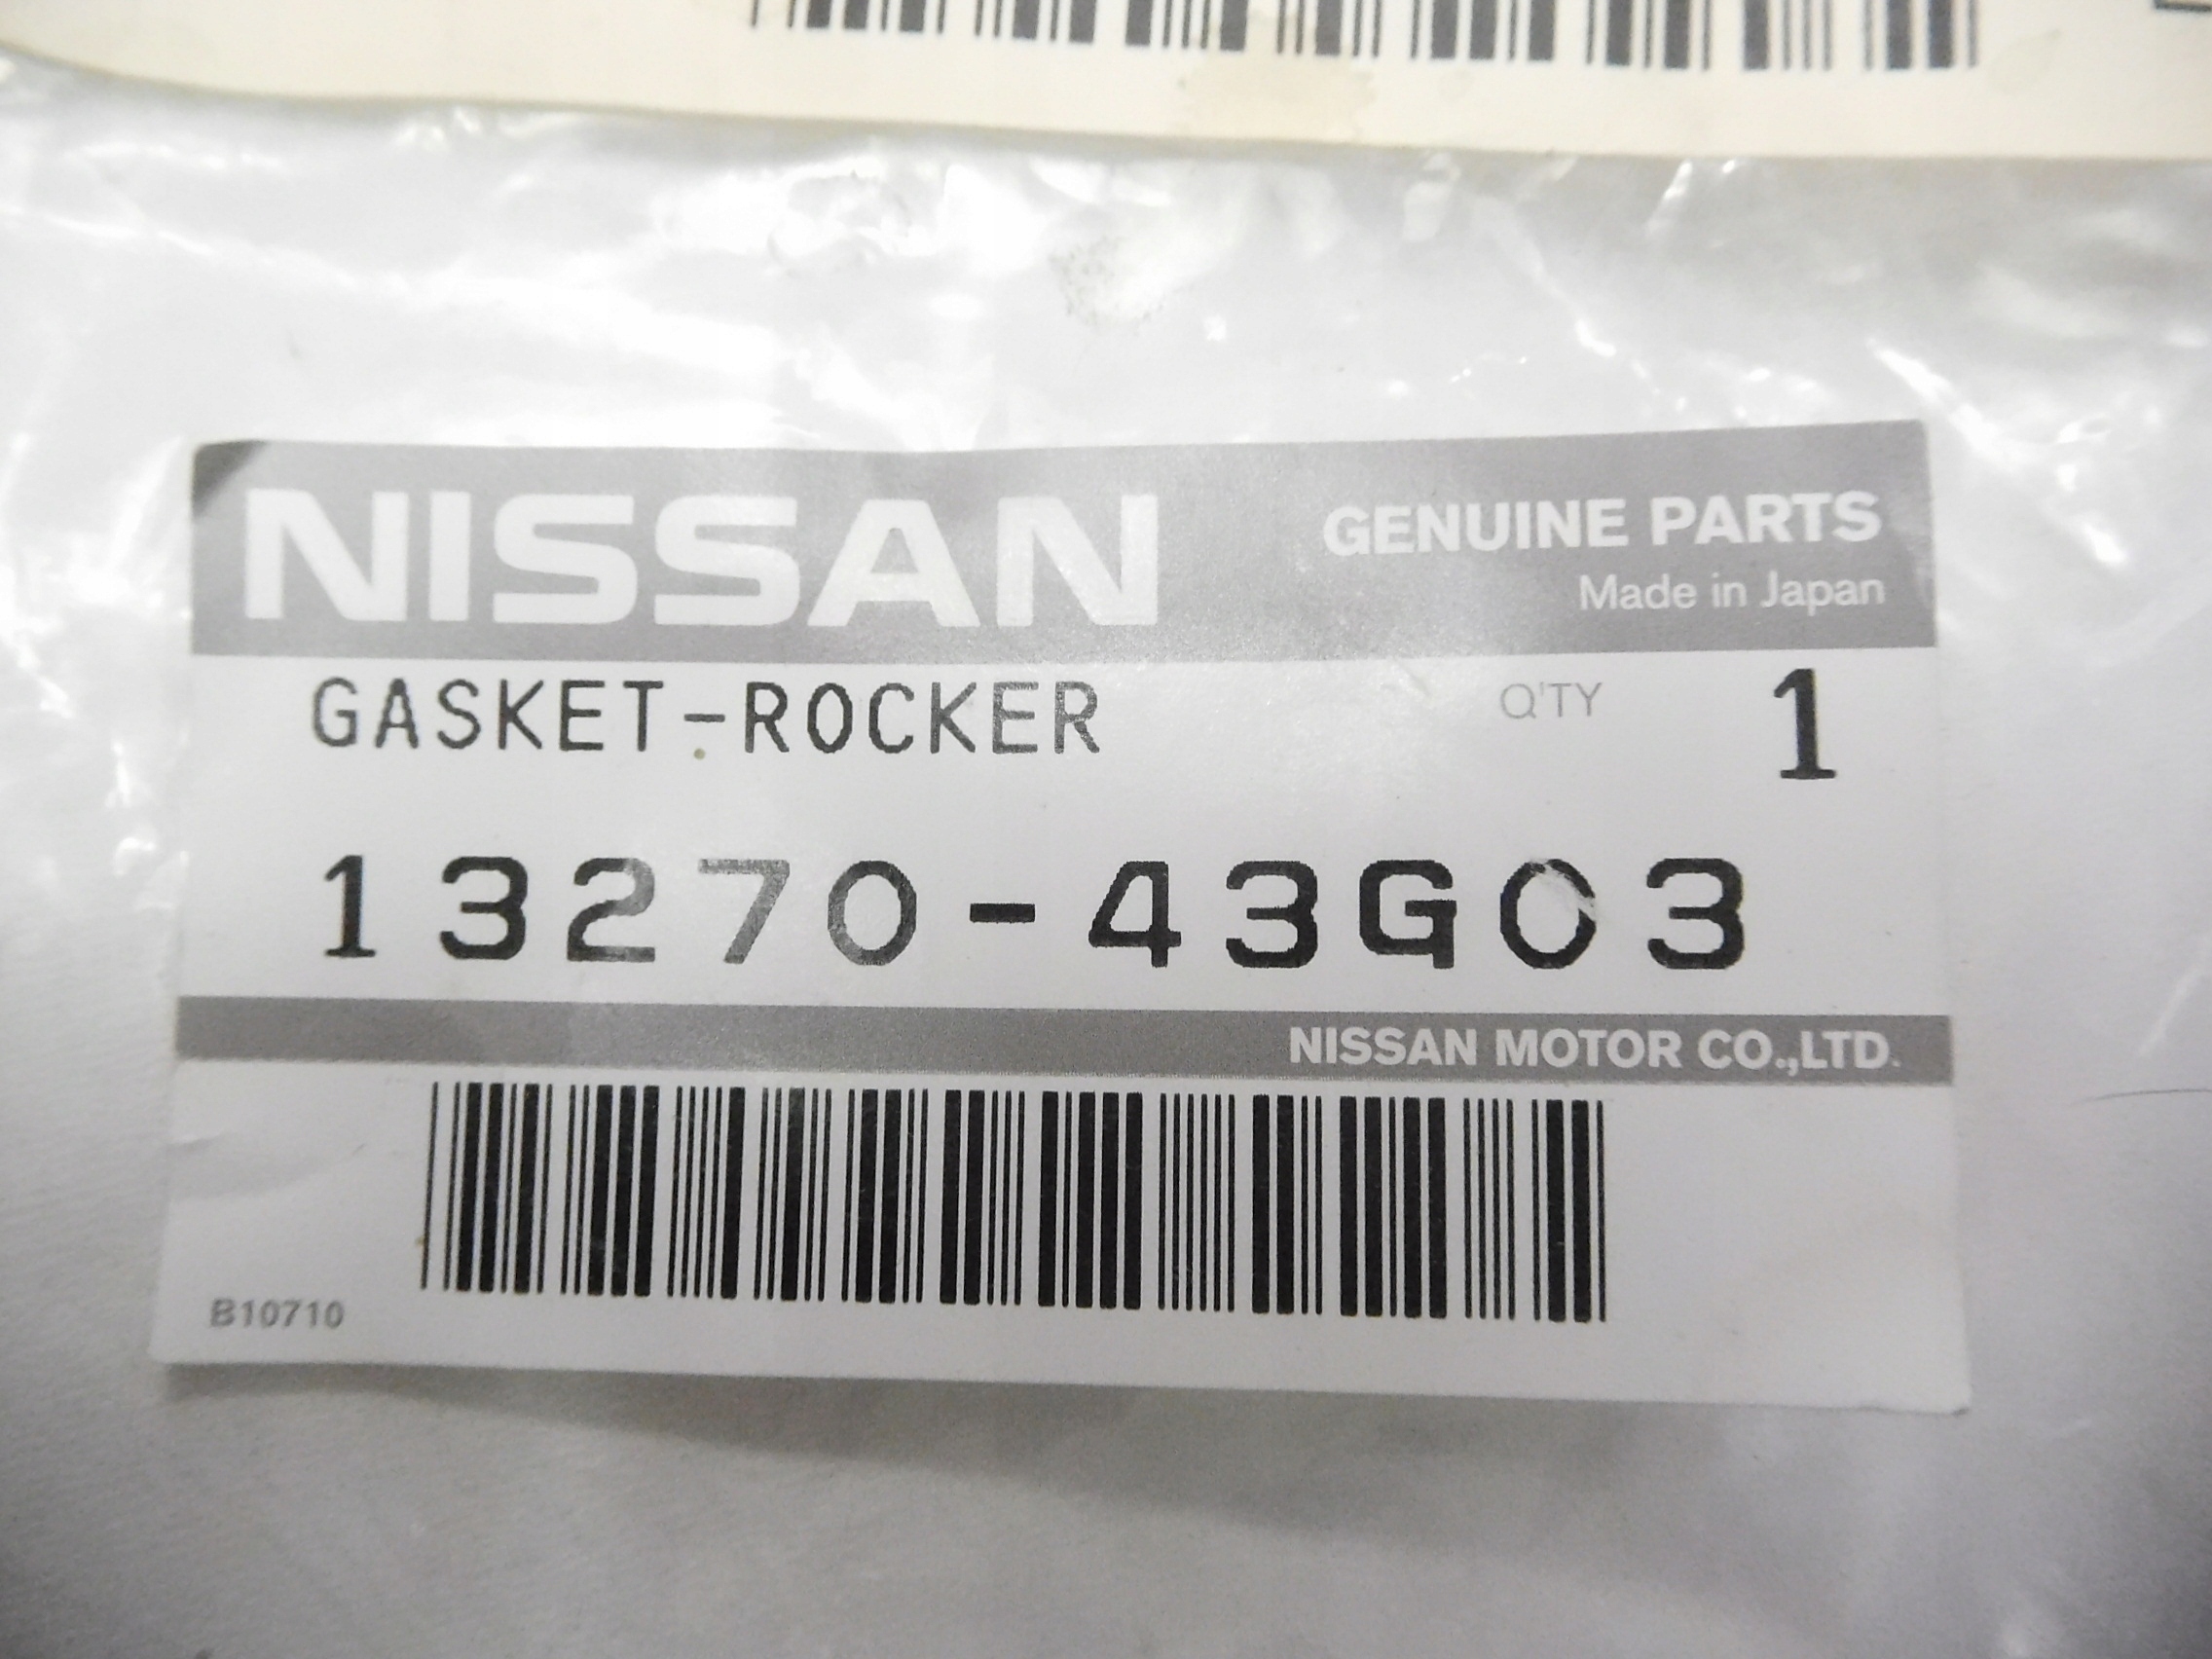 NISSAN
GENUINE PARTS
Made in Japan
GASKET-ROCKER
Q'TY 1
13270-43G03
NISSAN MOTOR CO.,LTD.
B10710